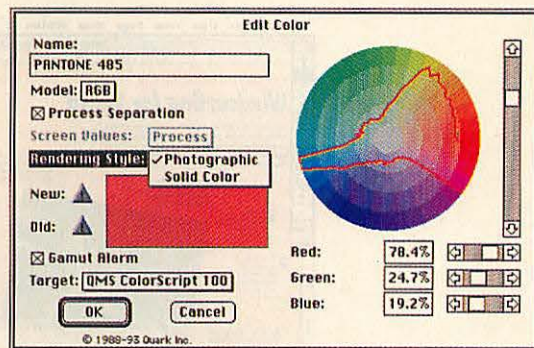 Edit Color
Name:
PANTONE 485
Model: RGB
Process Separation
Screen Values: Process
Rendering Style: ✓Photographic
Solid Color
New:
Old:
Gamut Alarm
Target: QMS ColorScript 100
OK Cancel
© 1988-93 Quark Inc.
Red: 78.4%
Green: 24.7%
Blue: 19.2%